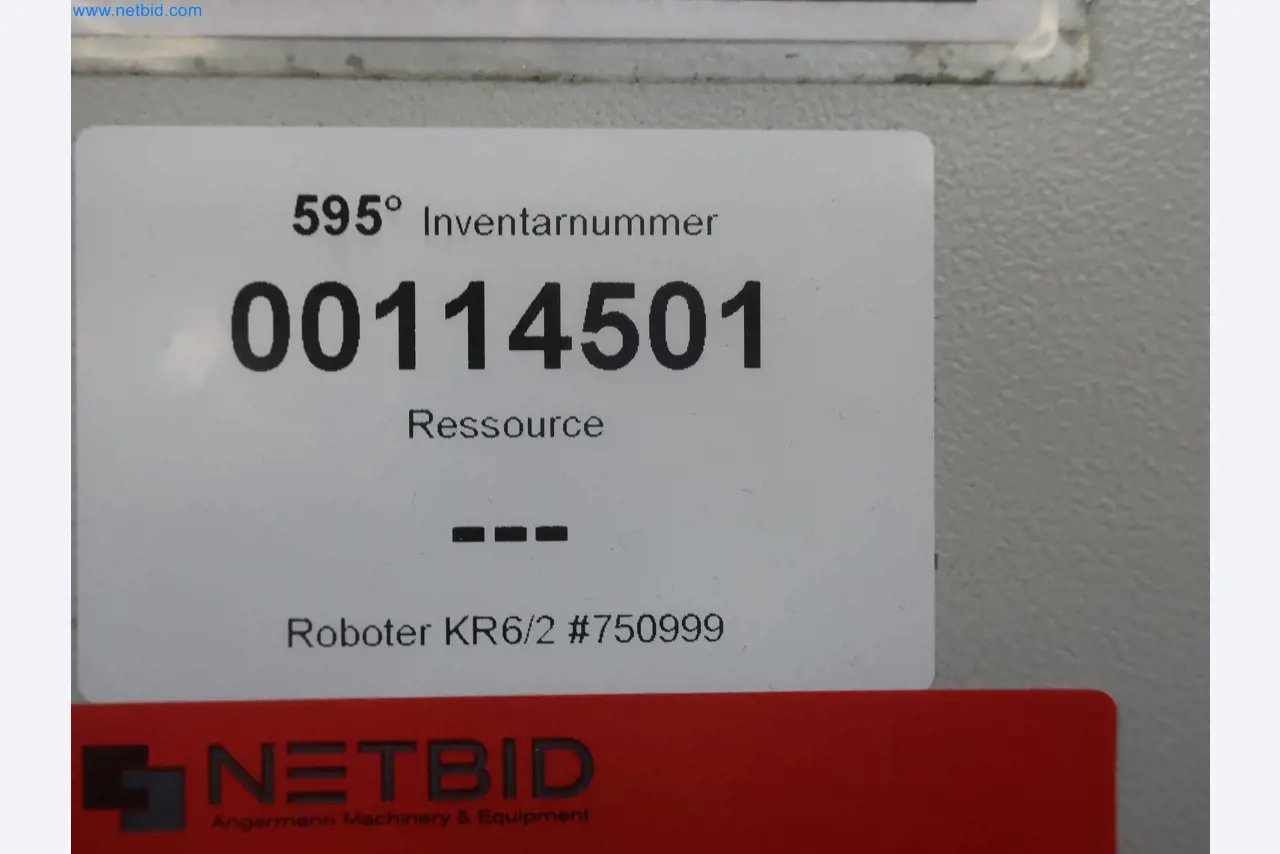 www.netbid.com
595° Inventarnummer
00114501
Ressource
---
Roboter KR6/2 #750999
NETBID
Angermann Machinery & Equipment